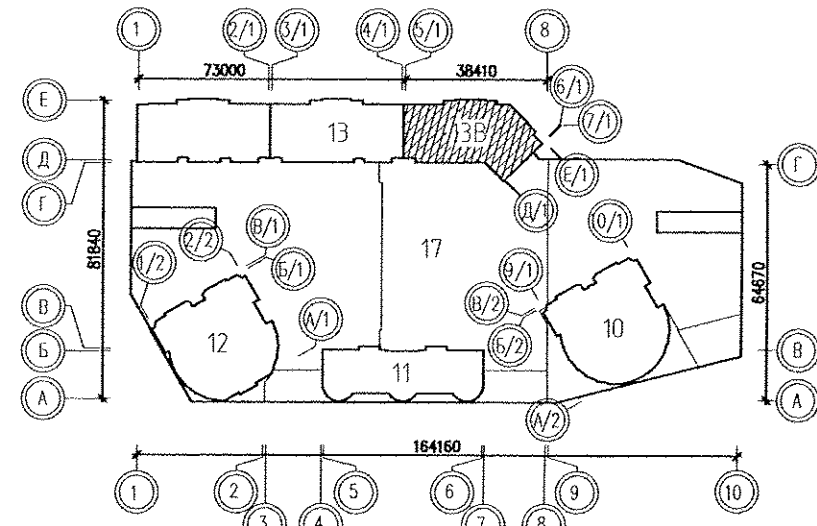 1 2/1 3/1 4/1 5/1 8
73000 38410
6/1
7/1
Е
13 13В
Д Г
Е/1
Г
Д/1
81840
2/2 В/1 10/1
Б/1
1/2
17
9/1
64670
В В/2
А/1
Б/2
12 10
Б В
11
А А
А/2
164160
1 2 5 6 9 10
3 4 7 8